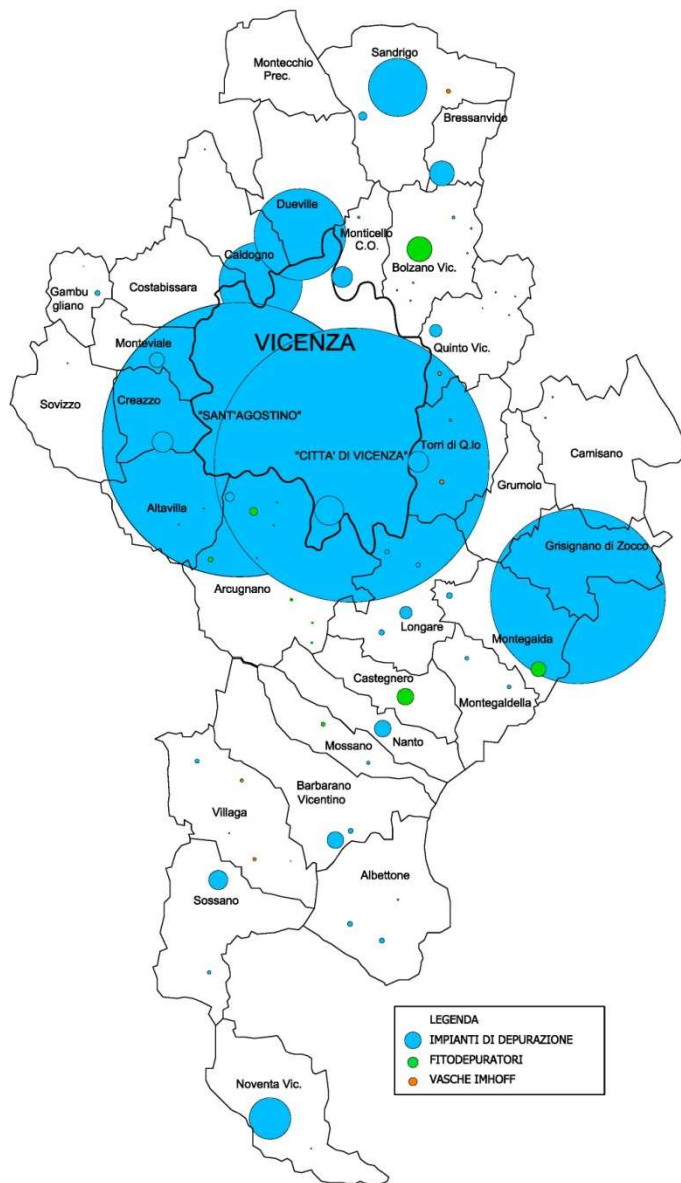 Sandrigo
Montecchio
Prec.
Bressanvido
Dueville
Monticello
C.O.
Caldogno
Bolzano Vic.
Costabissara
Gambu
gliano
Monteviale
VICENZA
Quinto Vic.
Creazzo
Sovizzo
"SANT'AGOSTINO"
Torri di Q.lo
"CITTA' DI VICENZA"
Camisano
Grumolo
Altavilla
Grisignano di Zocco
Arcugnano
Longare
Montegalda
Castegnero
Montegaldella
Mossano
Nanto
Barbarano
Vicentino
Villaga
Albettone
Sossano
LEGENDA
IMPIANTI DI DEPURAZIONE
FITODEPURATORI
VASCHE IMHOFF
Noventa Vic.